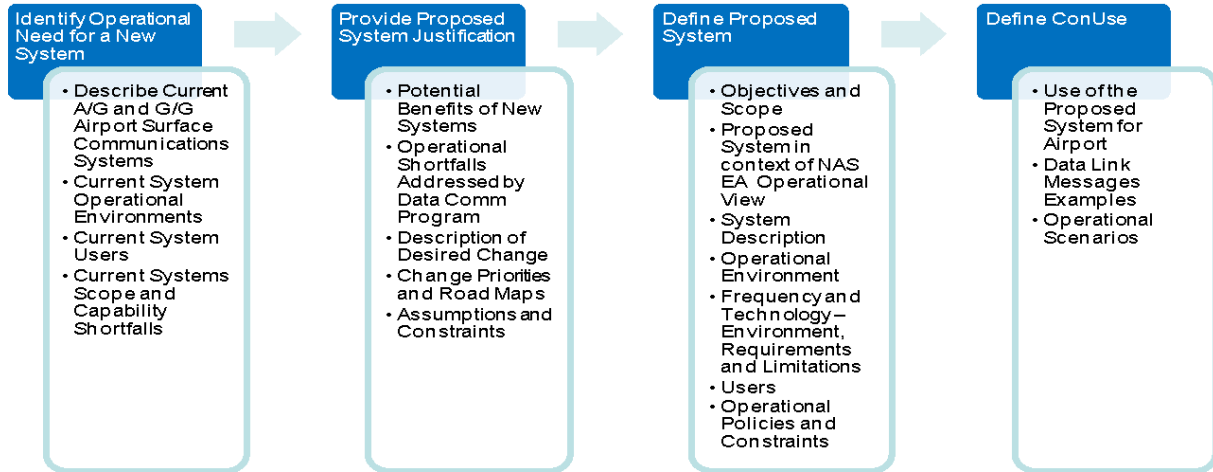 Identify Operational
Need for a New
System
• Describe Current
A/G and G/G
Airport Surface
Communications
Systems
• Current System
Operational
Environments
• Current System
Users
• Current Systems
Scope and
Capability
Shortfalls
Provide Proposed
System Justification
• Potential
Benefits of New
Systems
• Operational
Shortfalls
Addressed by
Data Comm
Program
• Description of
Desired Change
• Change Priorities
and Road Maps
• Assumptions and
Constraints
Define Proposed
System
• Objectives and
Scope
• Proposed
System in
context of NAS
EA Operational
View
• System
Description
• Operational
Environment
• Frequency and
Technology –
Environment,
Requirements
and Limitations
• Users
• Operational
Policies and
Constraints
Define ConUse
• Use of the
Proposed
System for
Airport
• Data Link
Messages
Examples
• Operational
Scenarios